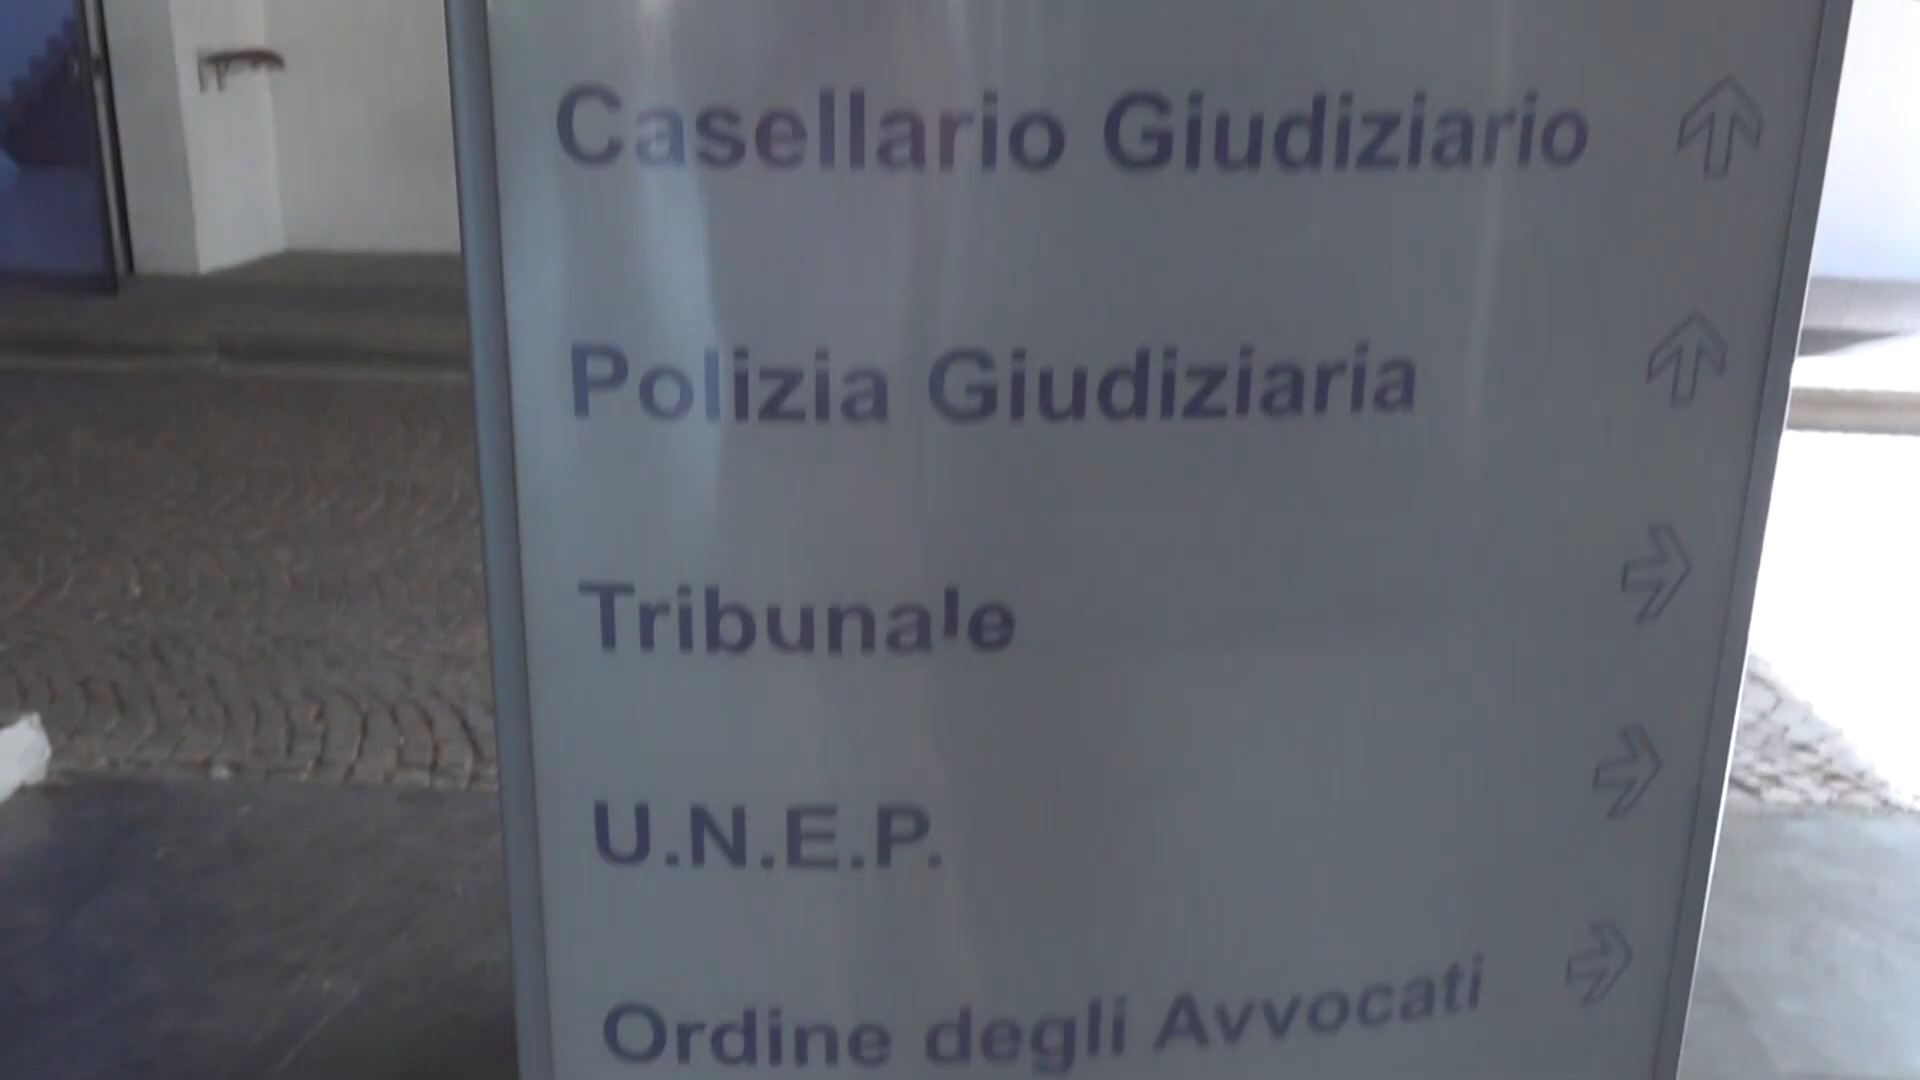 Casellario Giudiziario
Polizia Giudiziaria
Tribunale
U.N.E.P.
Ordine degli Avvocati